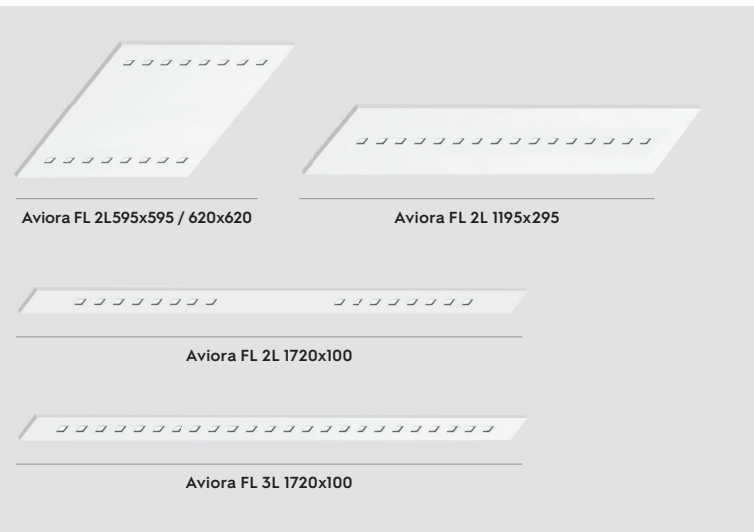 Aviora FL 2L595x595 / 620x620
Aviora FL 2L 1195x295
Aviora FL 2L 1720x100
Aviora FL 3L 1720x100